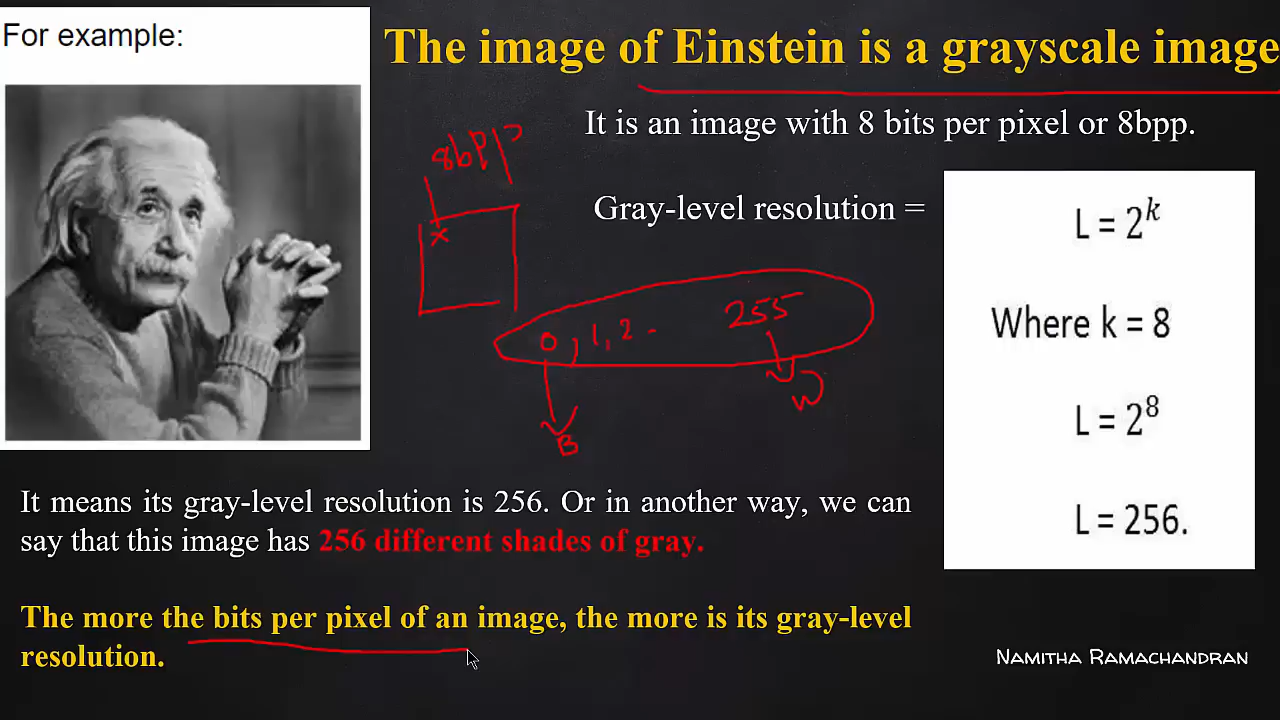 For example:
The image of Einstein is a grayscale image
It is an image with 8 bits per pixel or 8bpp.
8bpp
Gray-level resolution =
L = 2^k
Where k = 8
L = 2^8
L = 256.
x
0, 1, 2 - 255
B
W
It means its gray-level resolution is 256. Or in another way, we can
say that this image has 256 different shades of gray.
The more the bits per pixel of an image, the more is its gray-level
resolution.
Namitha Ramachandran